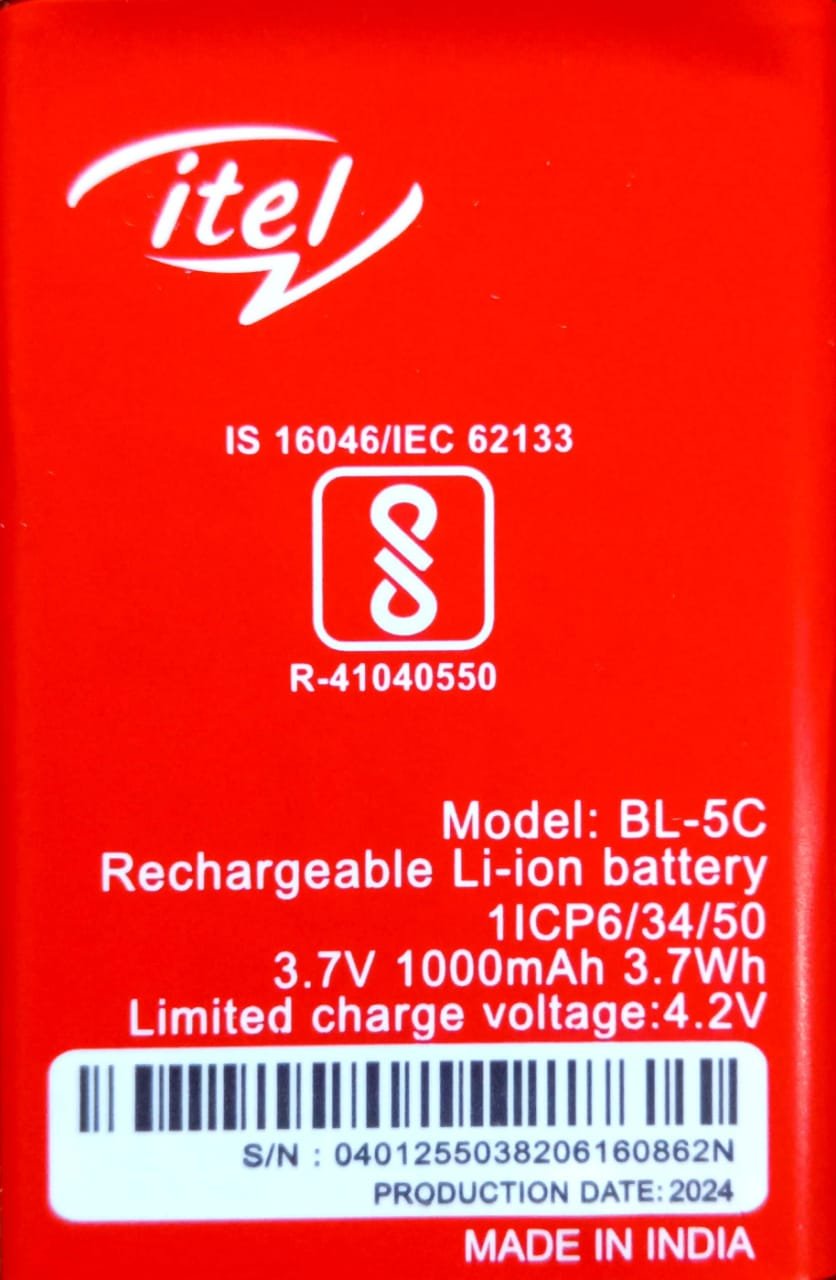 itel
IS 16046/IEC 62133
R-41040550
Model: BL-5C
Rechargeable Li-ion battery
1ICP6/34/50
3.7V 1000mAh 3.7Wh
Limited charge voltage:4.2V
S/N : 0401255038206160862N
PRODUCTION DATE: 2024
MADE IN INDIA